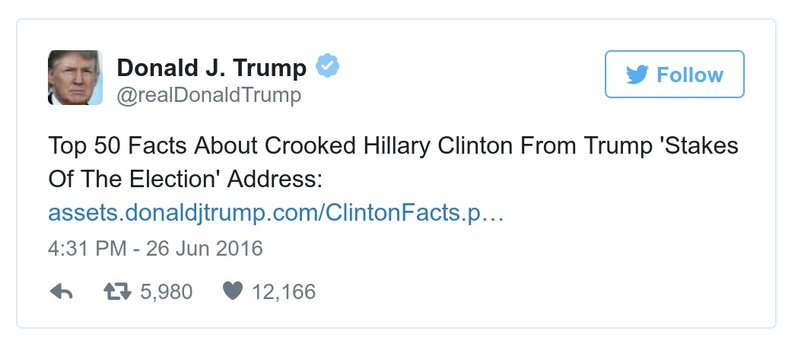 Donald J. Trump
@realDonaldTrump
Follow
Top 50 Facts About Crooked Hillary Clinton From Trump 'Stakes
Of The Election' Address:
assets.donaldjtrump.com/ClintonFacts.p…
4:31 PM - 26 Jun 2016
5,980 12,166